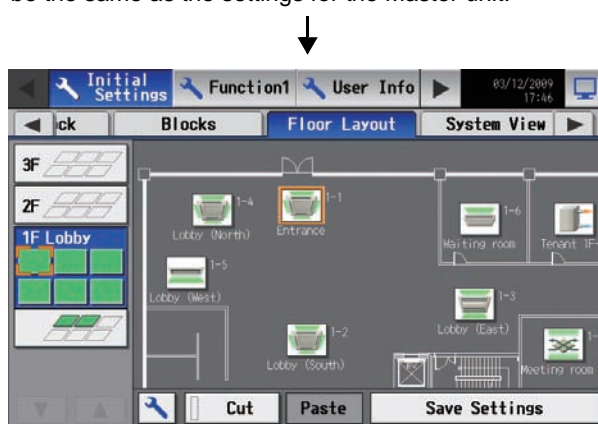 be the same as the settings for the master unit.
Initial Settings
Function1
User Info
03/12/2009
17:46
ck
Blocks
Floor Layout
System View
3F
2F
1F Lobby
1-4
Lobby (North)
1-1
Entrance
1-6
Waiting room
Tenant 1F-
1-5
Lobby (West)
1-3
Lobby (East)
1-2
Lobby (South)
1-
Meeting room
Cut
Paste
Save Settings